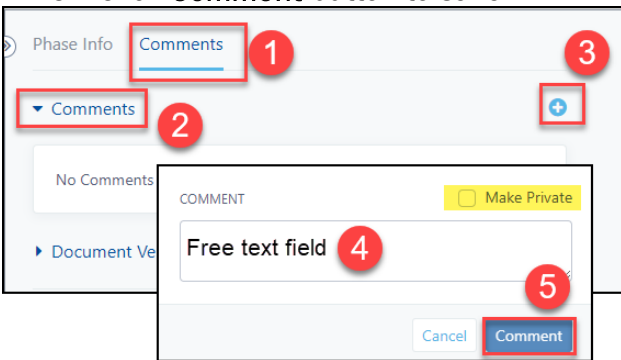 Phase Info Comments 1 3
Comments 2
No Comments
COMMENT Make Private
Free text field 4
Document Ve
5
Cancel Comment